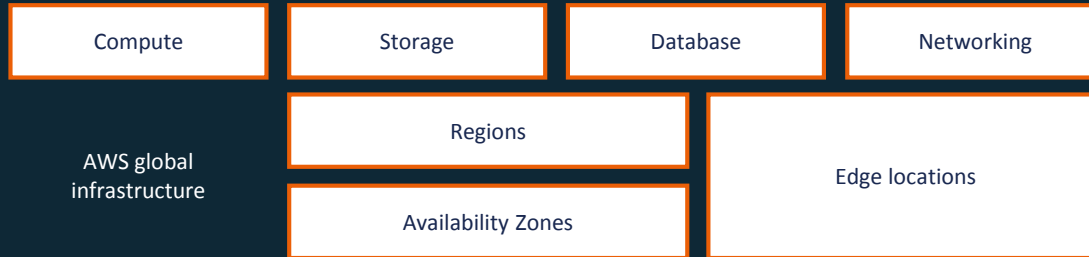 Compute
Storage
Database
Networking
AWS global
infrastructure
Regions
Availability Zones
Edge locations